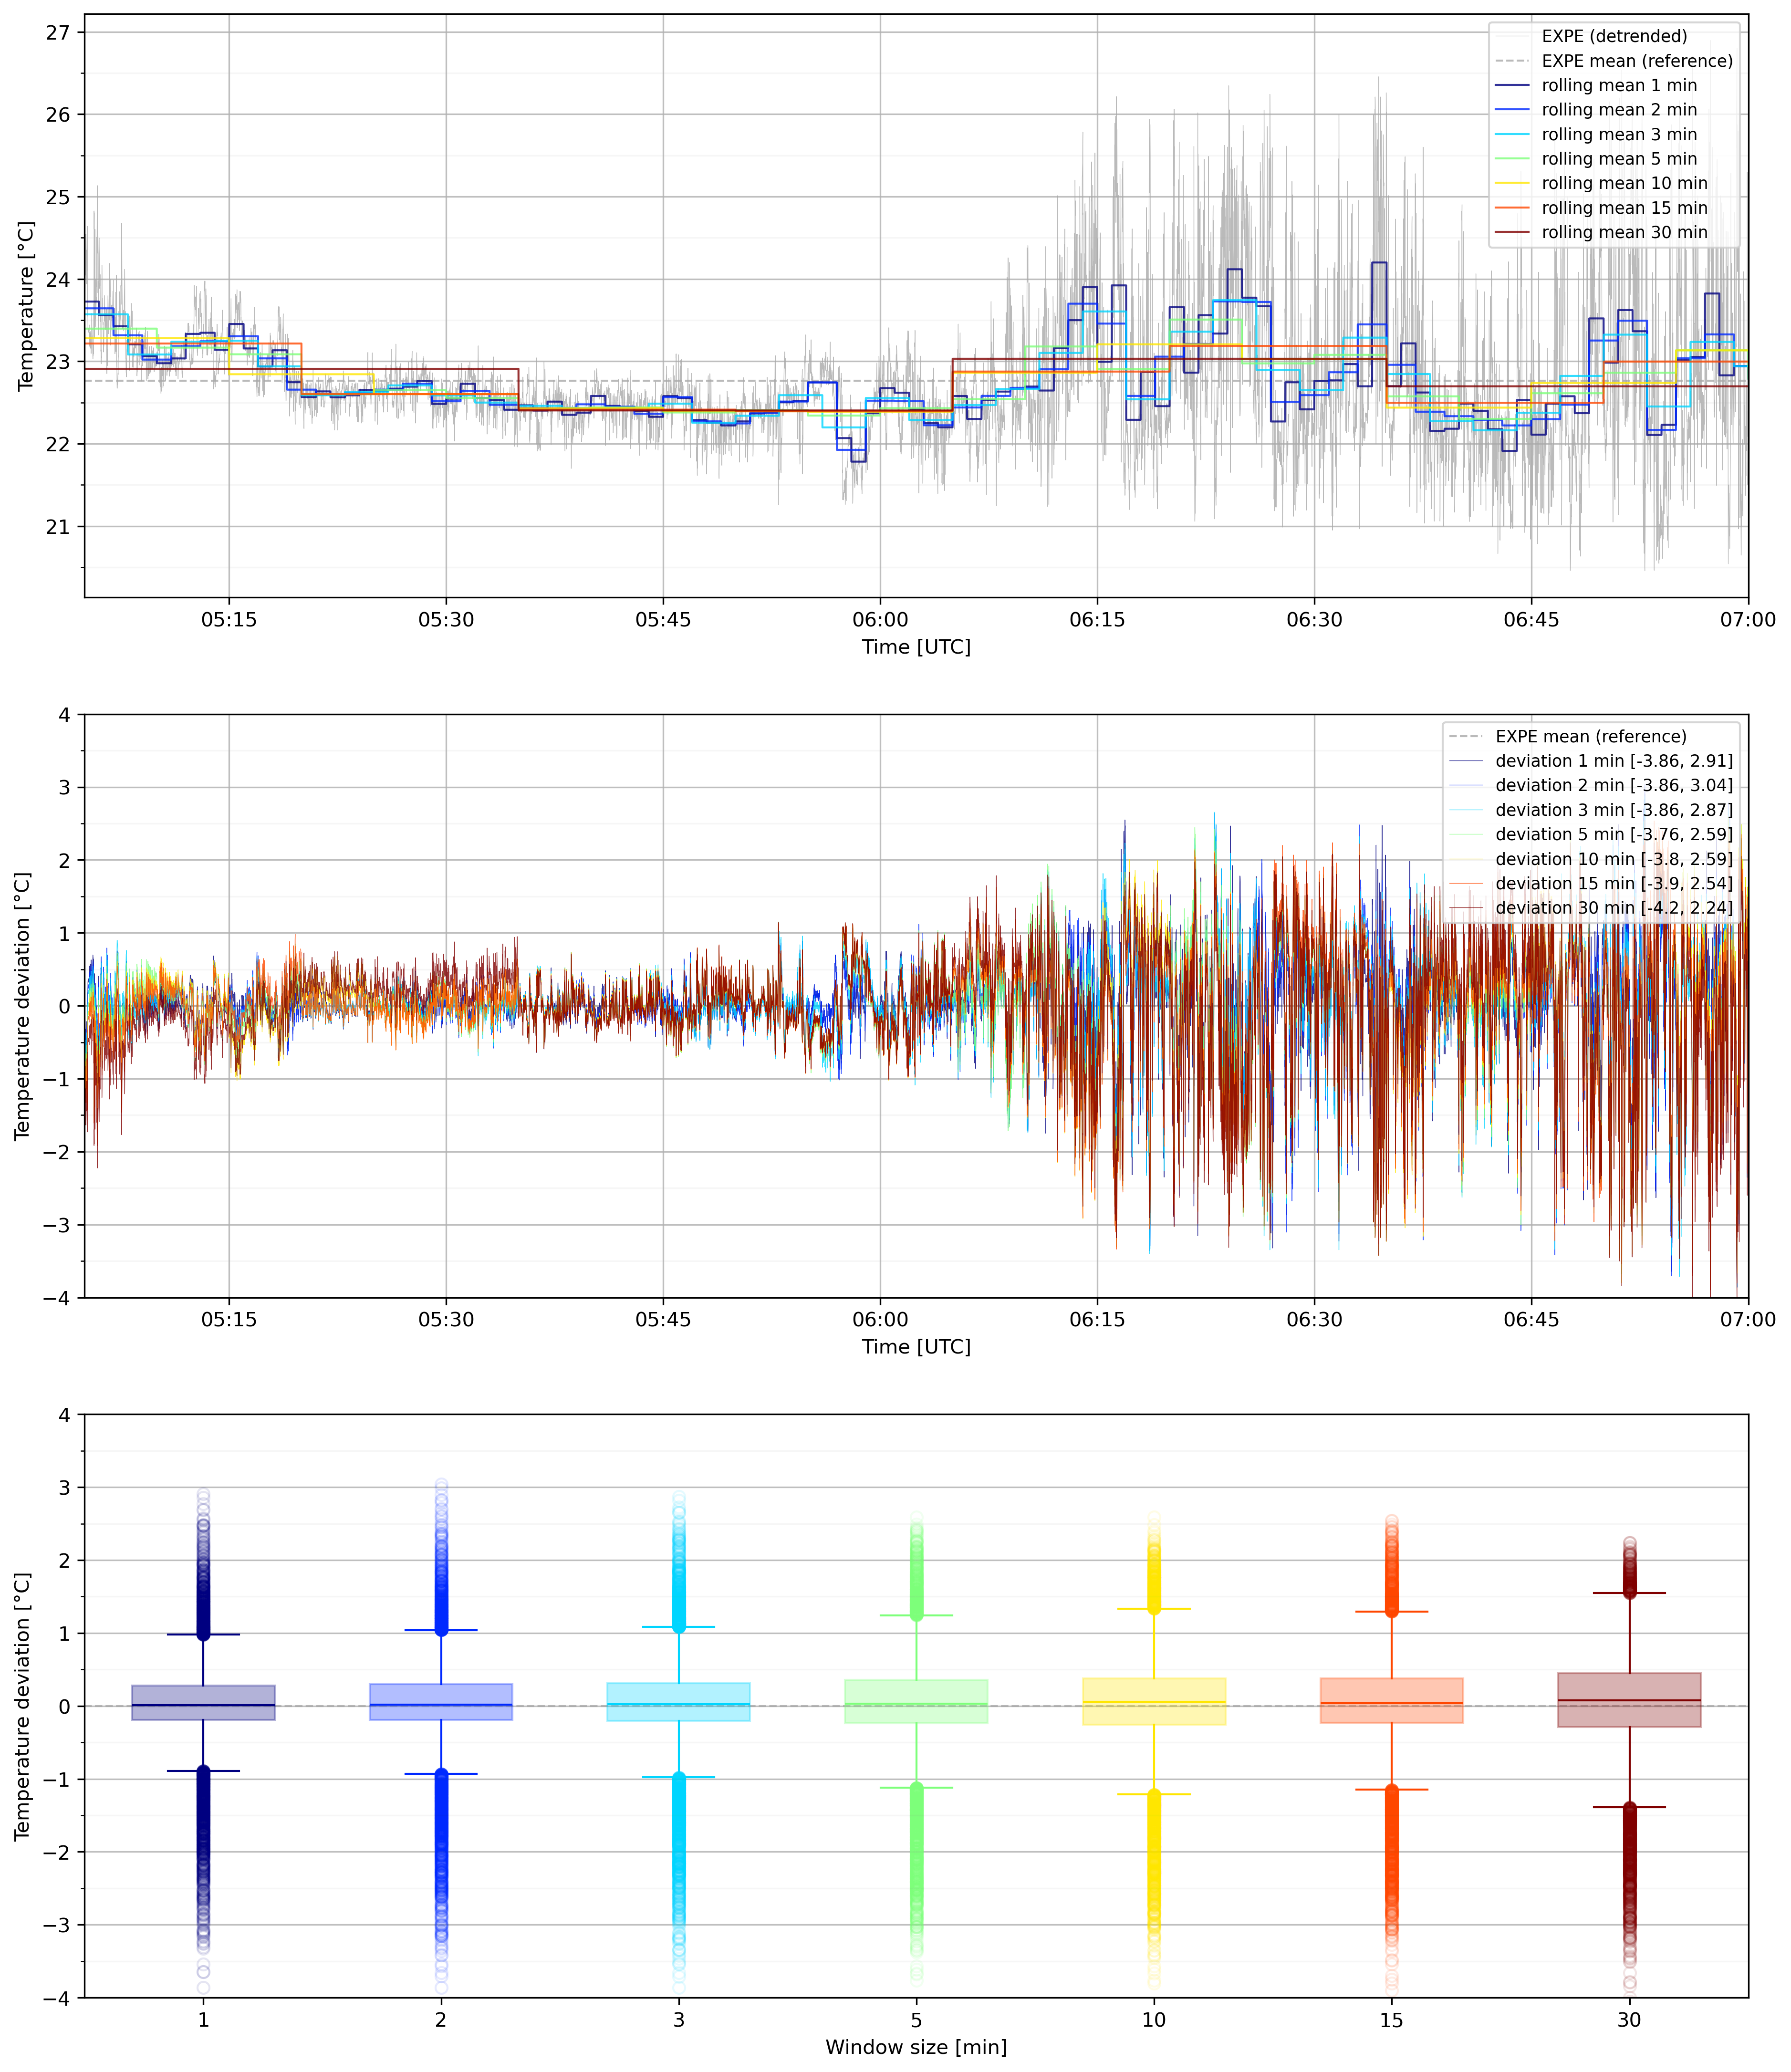 27
26
25
24
23
22
21
Temperature [°C]
EXPE (detrended)
EXPE mean (reference)
rolling mean 1 min
rolling mean 2 min
rolling mean 3 min
rolling mean 5 min
rolling mean 10 min
rolling mean 15 min
rolling mean 30 min
05:15 05:30 05:45 06:00 06:15 06:30 06:45 07:00
Time [UTC]
4
3
2
1
0
−1
−2
−3
−4
Temperature deviation [°C]
EXPE mean (reference)
deviation 1 min [-3.86, 2.91]
deviation 2 min [-3.86, 3.04]
deviation 3 min [-3.86, 2.87]
deviation 5 min [-3.76, 2.59]
deviation 10 min [-3.8, 2.59]
deviation 15 min [-3.9, 2.54]
deviation 30 min [-4.2, 2.24]
05:15 05:30 05:45 06:00 06:15 06:30 06:45 07:00
Time [UTC]
4
3
2
1
0
−1
−2
−3
−4
Temperature deviation [°C]
1 2 3 5 10 15 30
Window size [min]